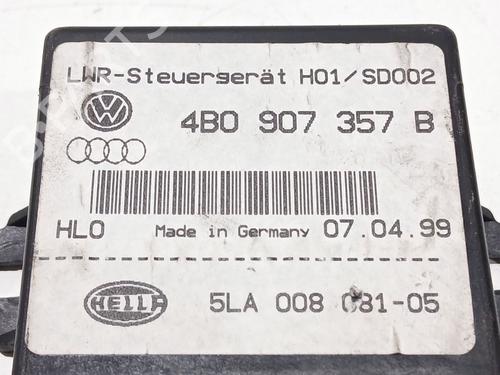 LWR-Steuergerät H01/SD002
4B0 907 357 B
HLO Made in Germany 07.04.99
HELLA 5LA 008 081-05